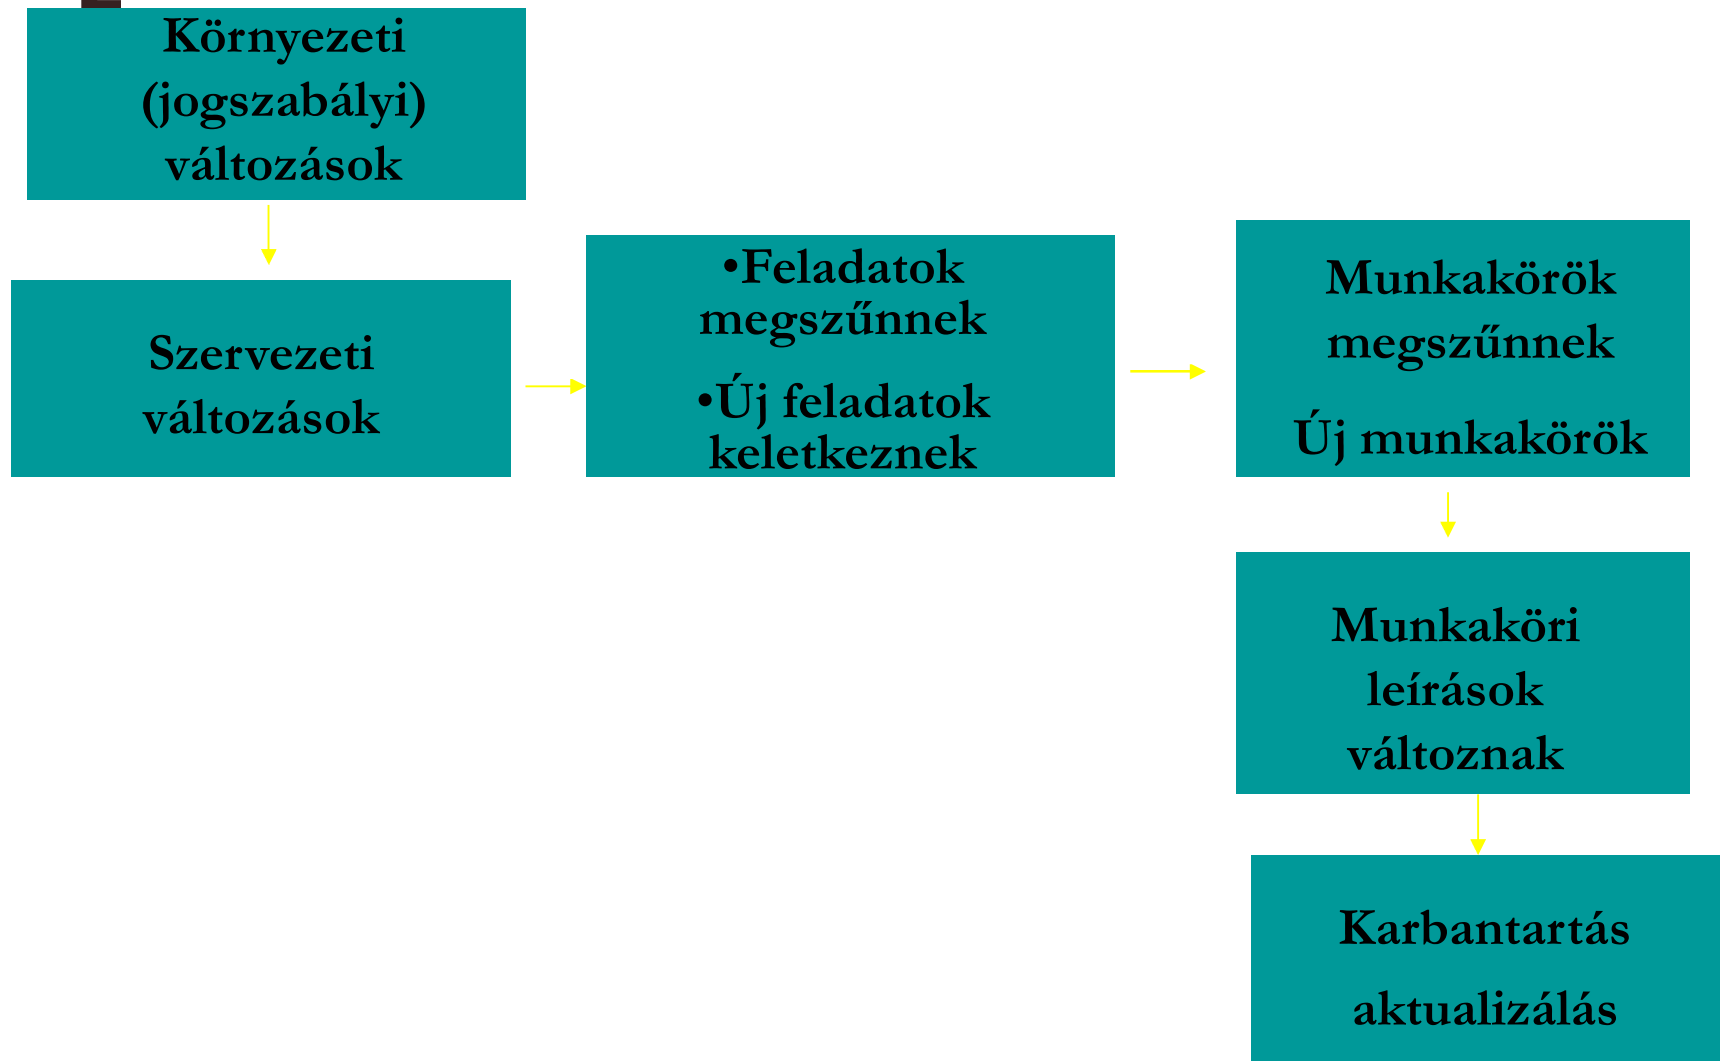 Környezeti
(jogszabályi)
változások
Szervezeti
változások
•Feladatok
megszűnnek
•Új feladatok
keletkeznek
Munkakörök
megszűnnek
Új munkakörök
Munkaköri
leírások
változnak
Karbantartás
aktualizálás